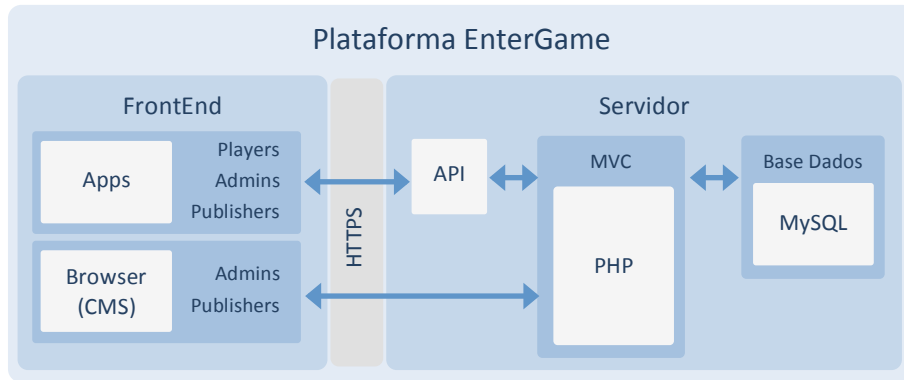 Plataforma EnterGame
FrontEnd
Apps
Players
Admins
Publishers
Browser
(CMS)
Admins
Publishers
HTTPS
Servidor
API
MVC
PHP
Base Dados
MySQL